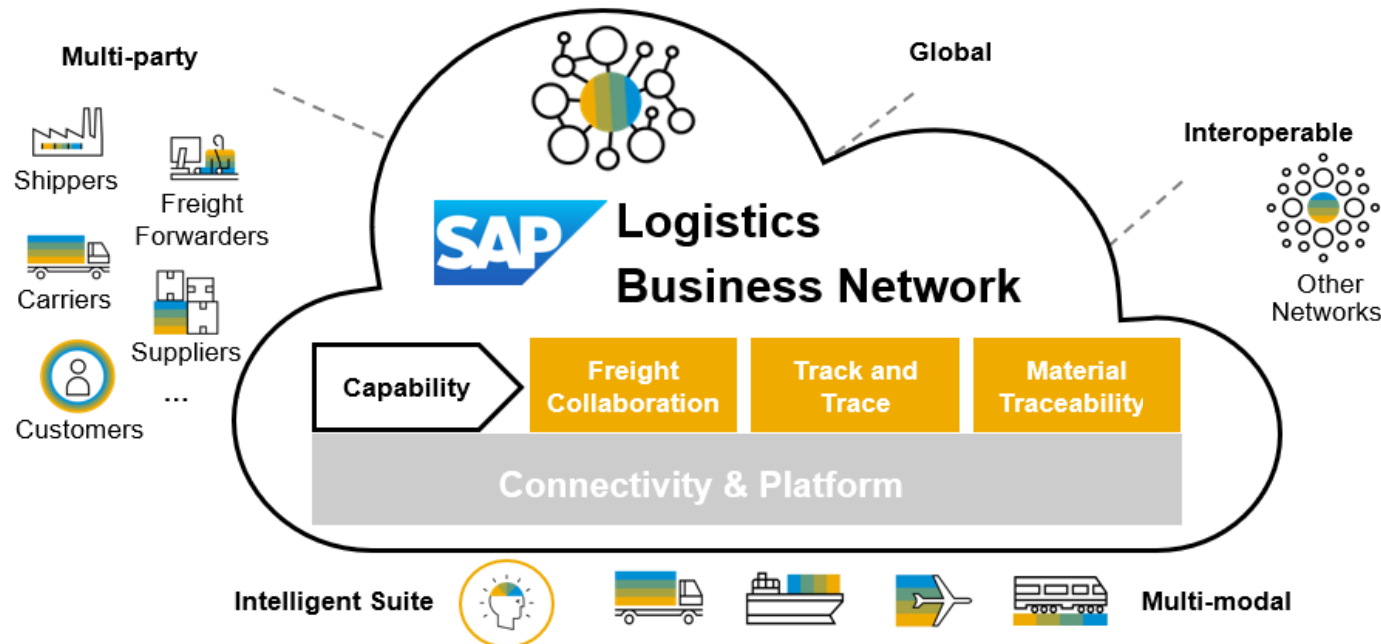 Multi-party
Global
Interoperable
Shippers
Freight
Forwarders
Carriers
Suppliers
Customers
...
SAP
Logistics
Business Network
Other
Networks
Capability
Freight
Collaboration
Track and
Trace
Material
Traceability
Connectivity & Platform
Intelligent Suite
Multi-modal